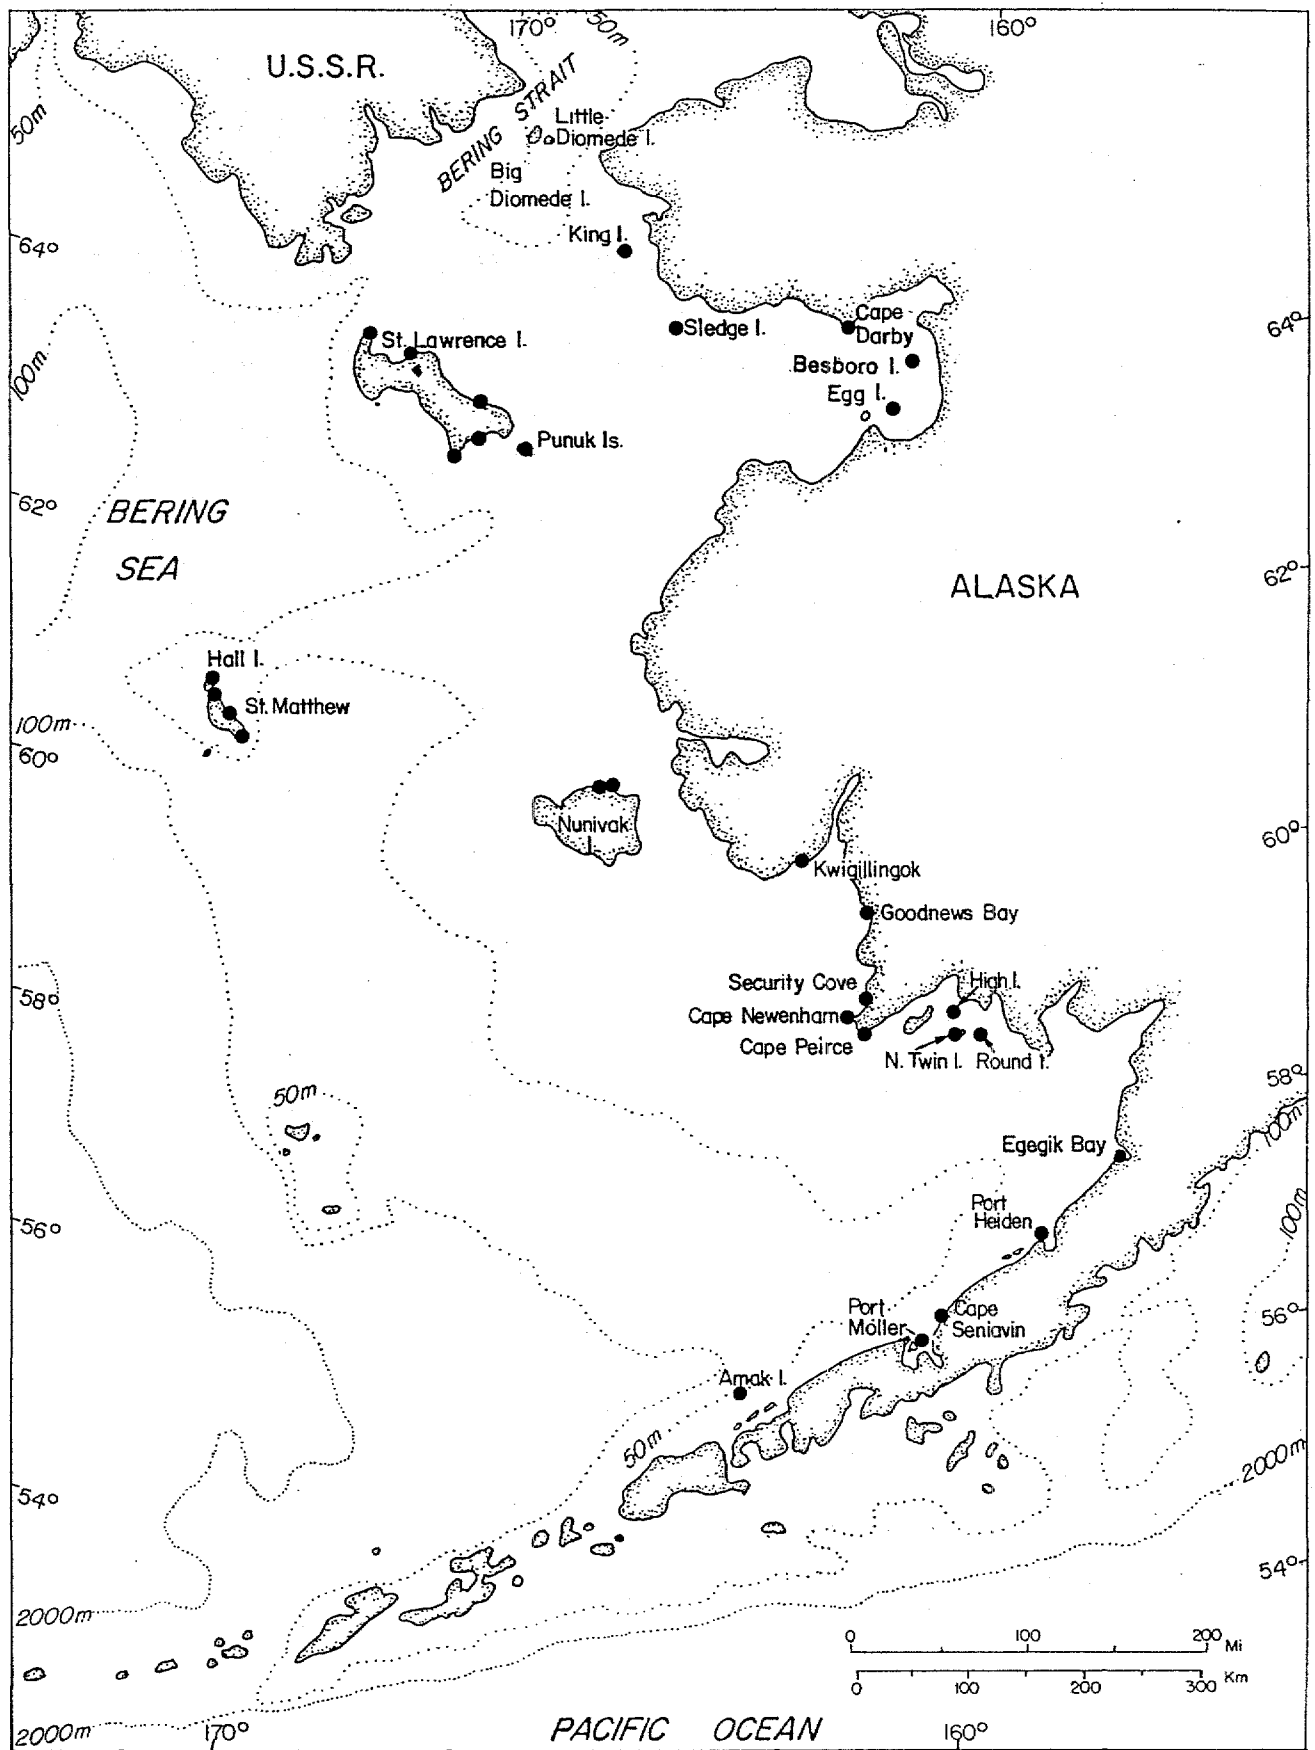 170°
50m
160°
U.S.S.R.
BERING STRAIT
50m
Little
Diomede I.
Big
Diomede I.
64°
King I.
64°
Sledge I.
Cape
Darby
St. Lawrence I.
100m
Besboro I.
Egg I.
Punuk Is.
62°
BERING
SEA
62°
ALASKA
Hall I.
St. Matthew
100m
60°
Nunivak
I.
60°
Kwigillingok
Goodnews Bay
Security Cove
High I.
58°
Cape Newenham
Cape Peirce
N. Twin I.
Round I.
58°
50m
100m
Egegik Bay
Port
Heiden
100m
56°
Port
Moller
Cape
Seniavin
56°
Amak I.
50m
2000m
54°
54°
2000m
0 100 200 Mi
0 100 200 300 Km
2000m
170°
PACIFIC OCEAN
160°